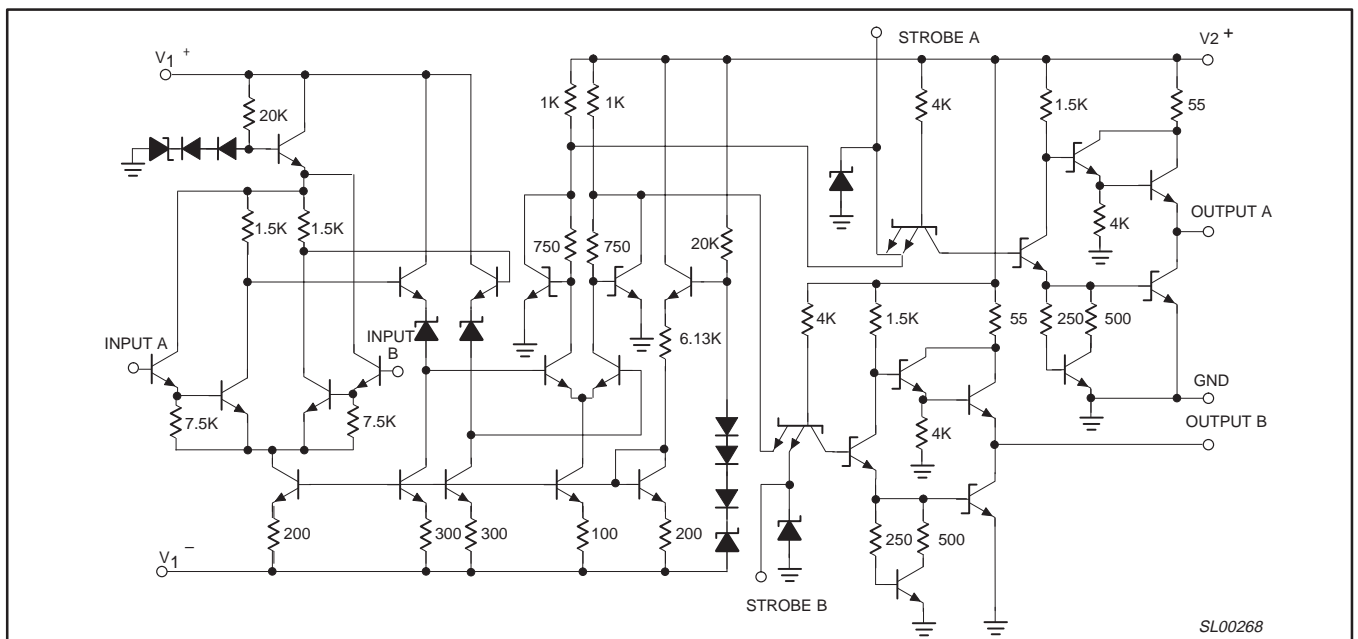 STROBE A
V1+
V2+
20K
1K
1K
4K
1.5K
55
1.5K
1.5K
750
750
20K
4K
OUTPUT A
INPUT A
INPUT
B
6.13K
4K
1.5K
55
250
500
7.5K
7.5K
GND
OUTPUT B
4K
200
300
300
100
200
250
500
V1−
STROBE B
SL00268